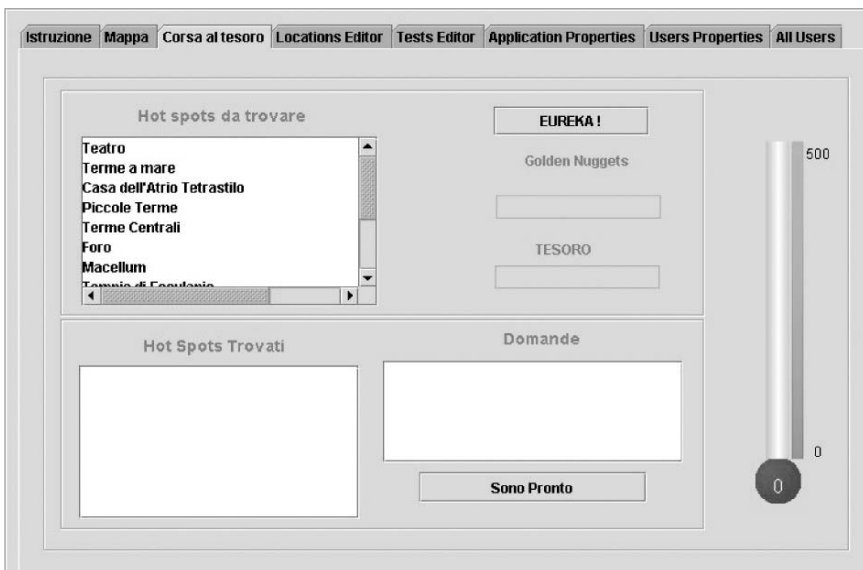 Istruzione Mappa Corsa al tesoro Locations Editor Tests Editor Application Properties Users Properties All Users
Hot spots da trovare
Teatro
Terme a mare
Casa dell'Atrio Tetrastilo
Piccole Terme
Terme Centrali
Foro
Macellum
EUREKA !
Golden Nuggets
TESORO
Hot Spots Trovati
Domande
Sono Pronto
500
0
0